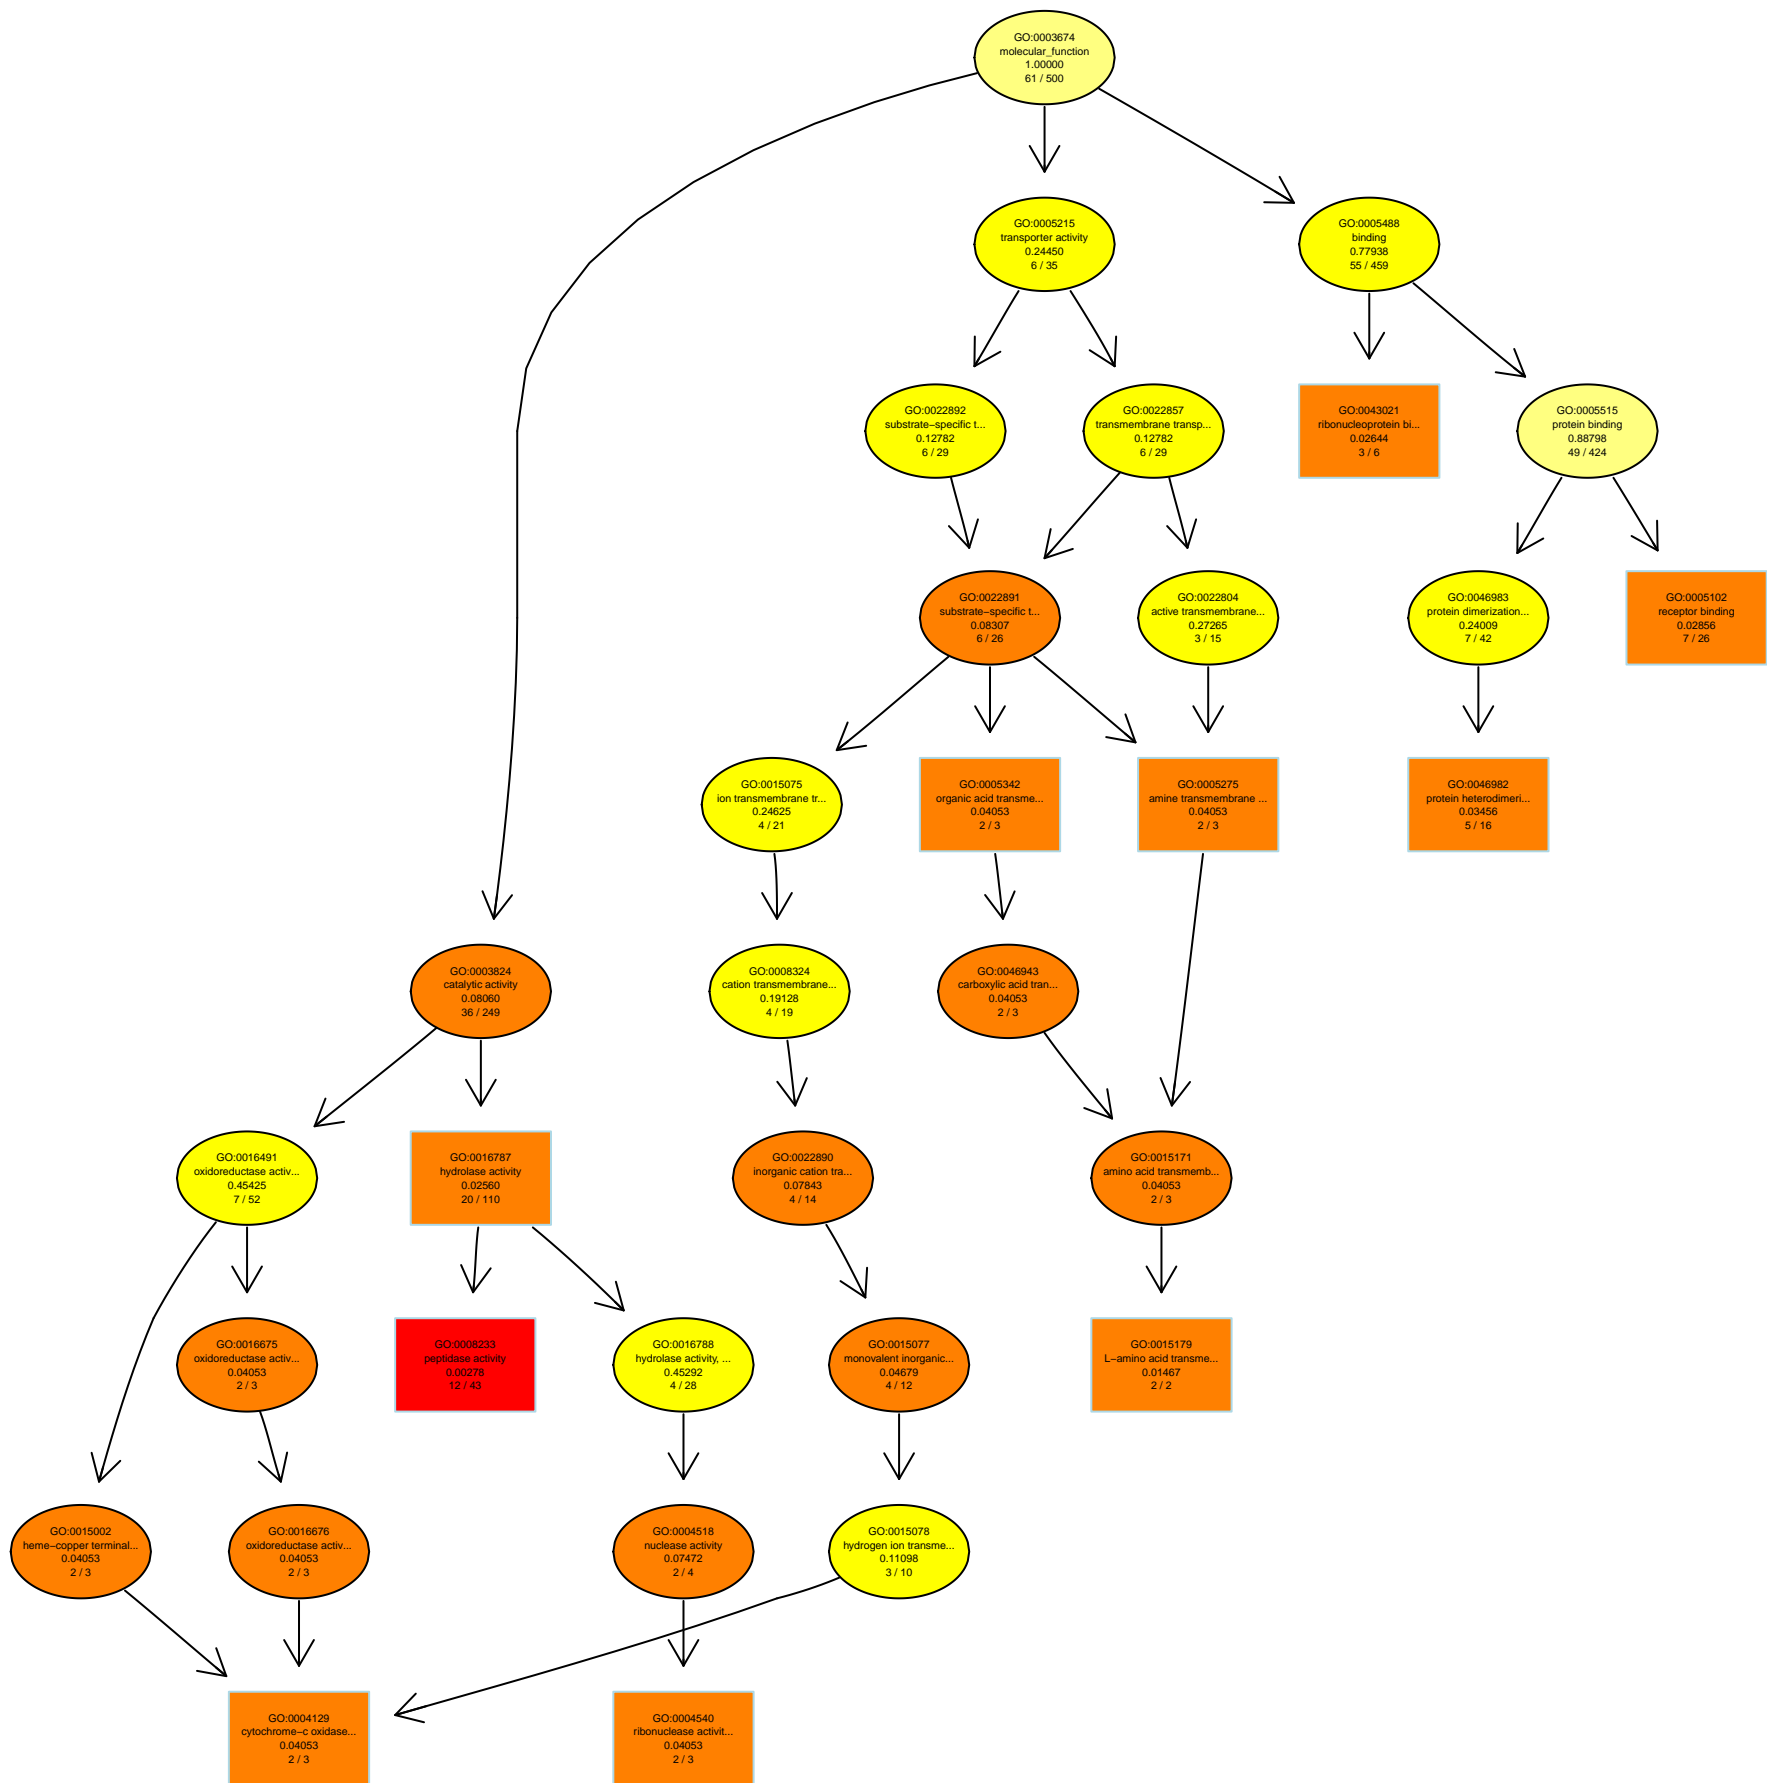 GO:0003674
molecular_function
1.00000
61 / 500
GO:0005215
transporter activity
0.24450
6 / 35
GO:0005488
binding
0.77938
55 / 459
GO:0022892
substrate−specific t...
0.12782
6 / 29
GO:0022857
transmembrane transp...
0.12782
6 / 29
GO:0043021
ribonucleoprotein bi...
0.02644
3 / 6
GO:0005515
protein binding
0.88798
49 / 424
GO:0022891
substrate−specific t...
0.08307
6 / 26
GO:0022804
active transmembrane...
0.27265
3 / 15
GO:0046983
protein dimerization...
0.24009
7 / 42
GO:0005102
receptor binding
0.02856
7 / 26
GO:0015075
ion transmembrane tr...
0.24625
4 / 21
GO:0005342
organic acid transme...
0.04053
2 / 3
GO:0005275
amine transmembrane ...
0.04053
2 / 3
GO:0046982
protein heterodimeri...
0.03456
5 / 16
GO:0003824
catalytic activity
0.08060
36 / 249
GO:0008324
cation transmembrane...
0.19128
4 / 19
GO:0046943
carboxylic acid tran...
0.04053
2 / 3
GO:0016491
oxidoreductase activ...
0.45425
7 / 52
GO:0016787
hydrolase activity
0.02560
20 / 110
GO:0022890
inorganic cation tra...
0.07843
4 / 14
GO:0015171
amino acid transmemb...
0.04053
2 / 3
GO:0016675
oxidoreductase activ...
0.04053
2 / 3
GO:0008233
peptidase activity
0.00278
12 / 43
GO:0016788
hydrolase activity, ...
0.45292
4 / 28
GO:0015077
monovalent inorganic...
0.04679
4 / 12
GO:0015179
L−amino acid transme...
0.01467
2 / 2
GO:0015002
heme−copper terminal...
0.04053
2 / 3
GO:0016676
oxidoreductase activ...
0.04053
2 / 3
GO:0004518
nuclease activity
0.07472
2 / 4
GO:0015078
hydrogen ion transme...
0.11098
3 / 10
GO:0004129
cytochrome−c oxidase...
0.04053
2 / 3
GO:0004540
ribonuclease activit...
0.04053
2 / 3